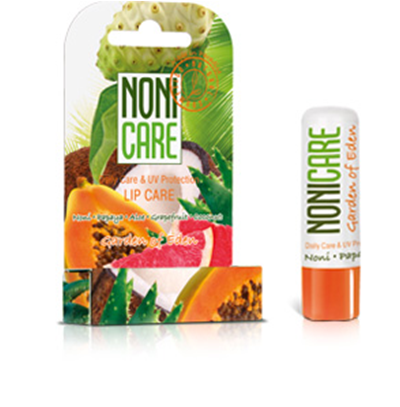 NONI
CARE
Daily Care & UV Protection
LIP CARE
Noni • Papaya • Aloe • Grapefruit • Coconut
Garden of Eden
NONICARE
Garden of Eden
Daily Care & UV Pro
Noni • Papa